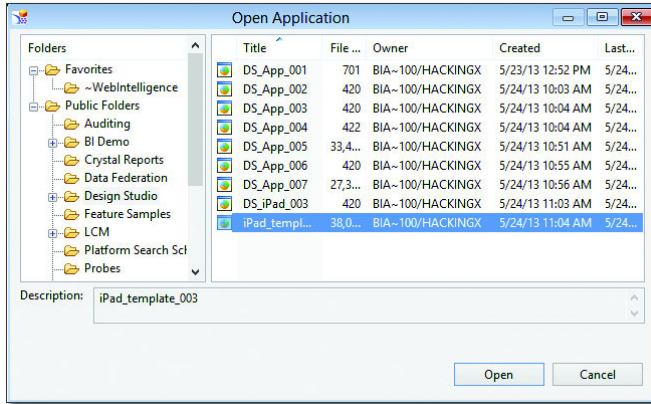 Open Application
Folders
Favorites
~WebIntelligence
Public Folders
Auditing
BI Demo
Crystal Reports
Data Federation
Design Studio
Feature Samples
LCM
Platform Search Sch
Probes
Title File ... Owner Created Last...
DS_App_001 701 BIA~100/HACKINGX 5/23/13 12:52 PM 5/24...
DS_App_002 420 BIA~100/HACKINGX 5/24/13 10:03 AM 5/24...
DS_App_003 420 BIA~100/HACKINGX 5/24/13 10:04 AM 5/24...
DS_App_004 422 BIA~100/HACKINGX 5/24/13 10:04 AM 5/24...
DS_App_005 33,4... BIA~100/HACKINGX 5/24/13 10:51 AM 5/24...
DS_App_006 420 BIA~100/HACKINGX 5/24/13 10:55 AM 5/24...
DS_App_007 27,3... BIA~100/HACKINGX 5/24/13 10:56 AM 5/24...
DS_iPad_003 420 BIA~100/HACKINGX 5/24/13 11:03 AM 5/24...
iPad_templ... 38,0... BIA~100/HACKINGX 5/24/13 11:04 AM 5/24...
Description: iPad_template_003
Open Cancel